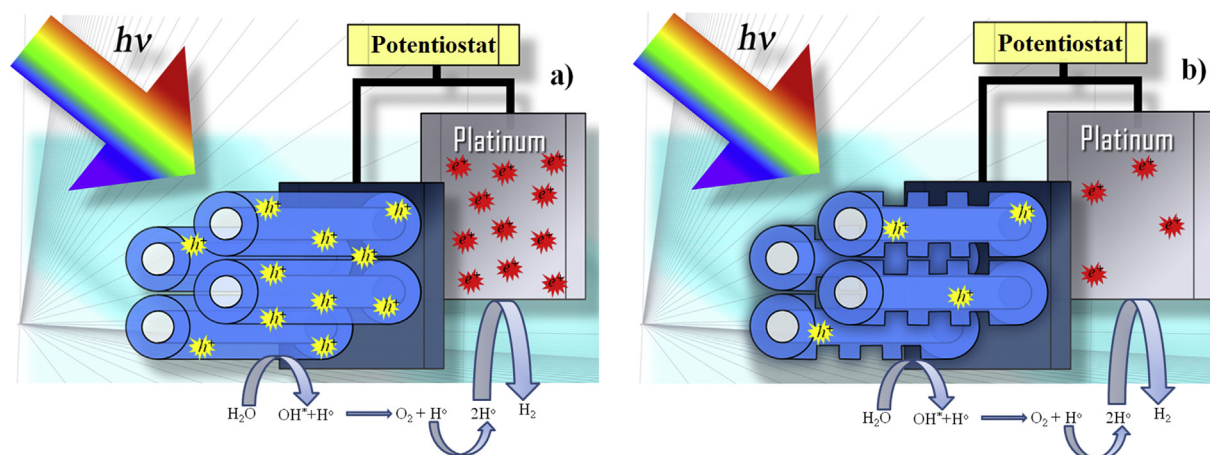 hν
Potentiostat
a)
Platinum
e⁺ e⁺ e⁺
e⁺ e⁺
e⁺ e⁺ e⁺
e⁺ e⁺ e⁺
h⁺ h⁺
h⁺ h⁺ h⁺
h⁺ h⁺ h⁺
h⁺ h⁺ h⁺
H₂O OH*+H° O₂ + H° 2H° H₂
hν
Potentiostat
b)
Platinum
e⁺
e⁺
e⁺
e⁺
h⁺ h⁺
h⁺
h⁺
H₂O OH*+H° O₂ + H° 2H° H₂